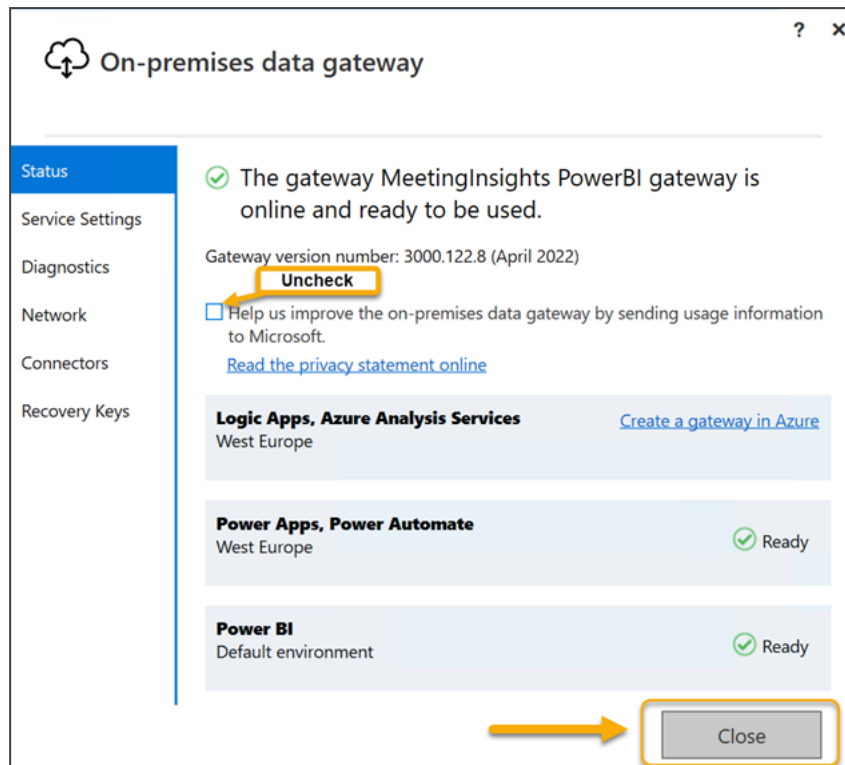 ? ×
On-premises data gateway
Status
Service Settings
Diagnostics
Network
Connectors
Recovery Keys
The gateway MeetingInsights PowerBI gateway is
online and ready to be used.
Gateway version number: 3000.122.8 (April 2022)
Uncheck
Help us improve the on-premises data gateway by sending usage information
to Microsoft.
Read the privacy statement online
Logic Apps, Azure Analysis Services
Create a gateway in Azure
West Europe
Power Apps, Power Automate
West Europe
Ready
Power BI
Default environment
Ready
Close